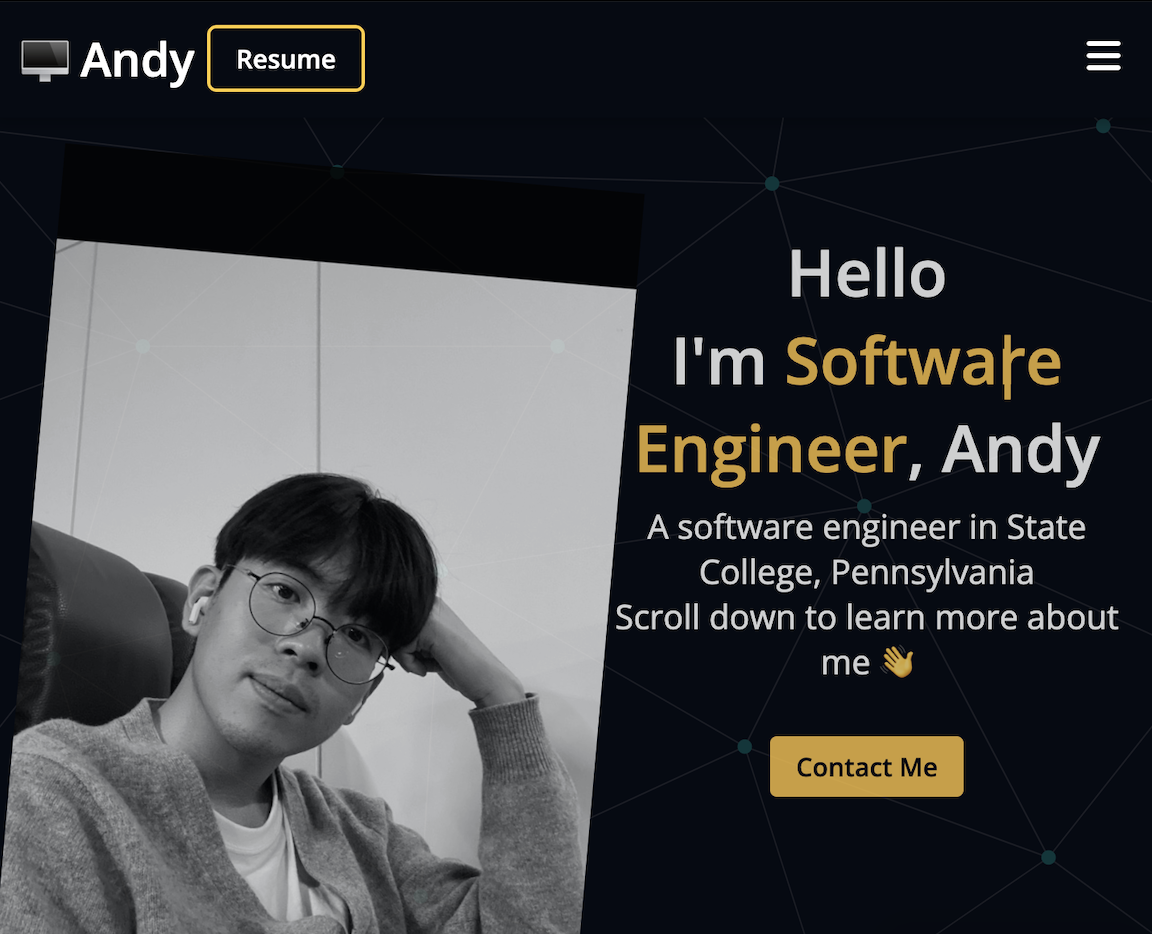 Andy
Resume
Hello
I'm Software
Engineer, Andy
A software engineer in State
College, Pennsylvania
Scroll down to learn more about
me 👋
Contact Me